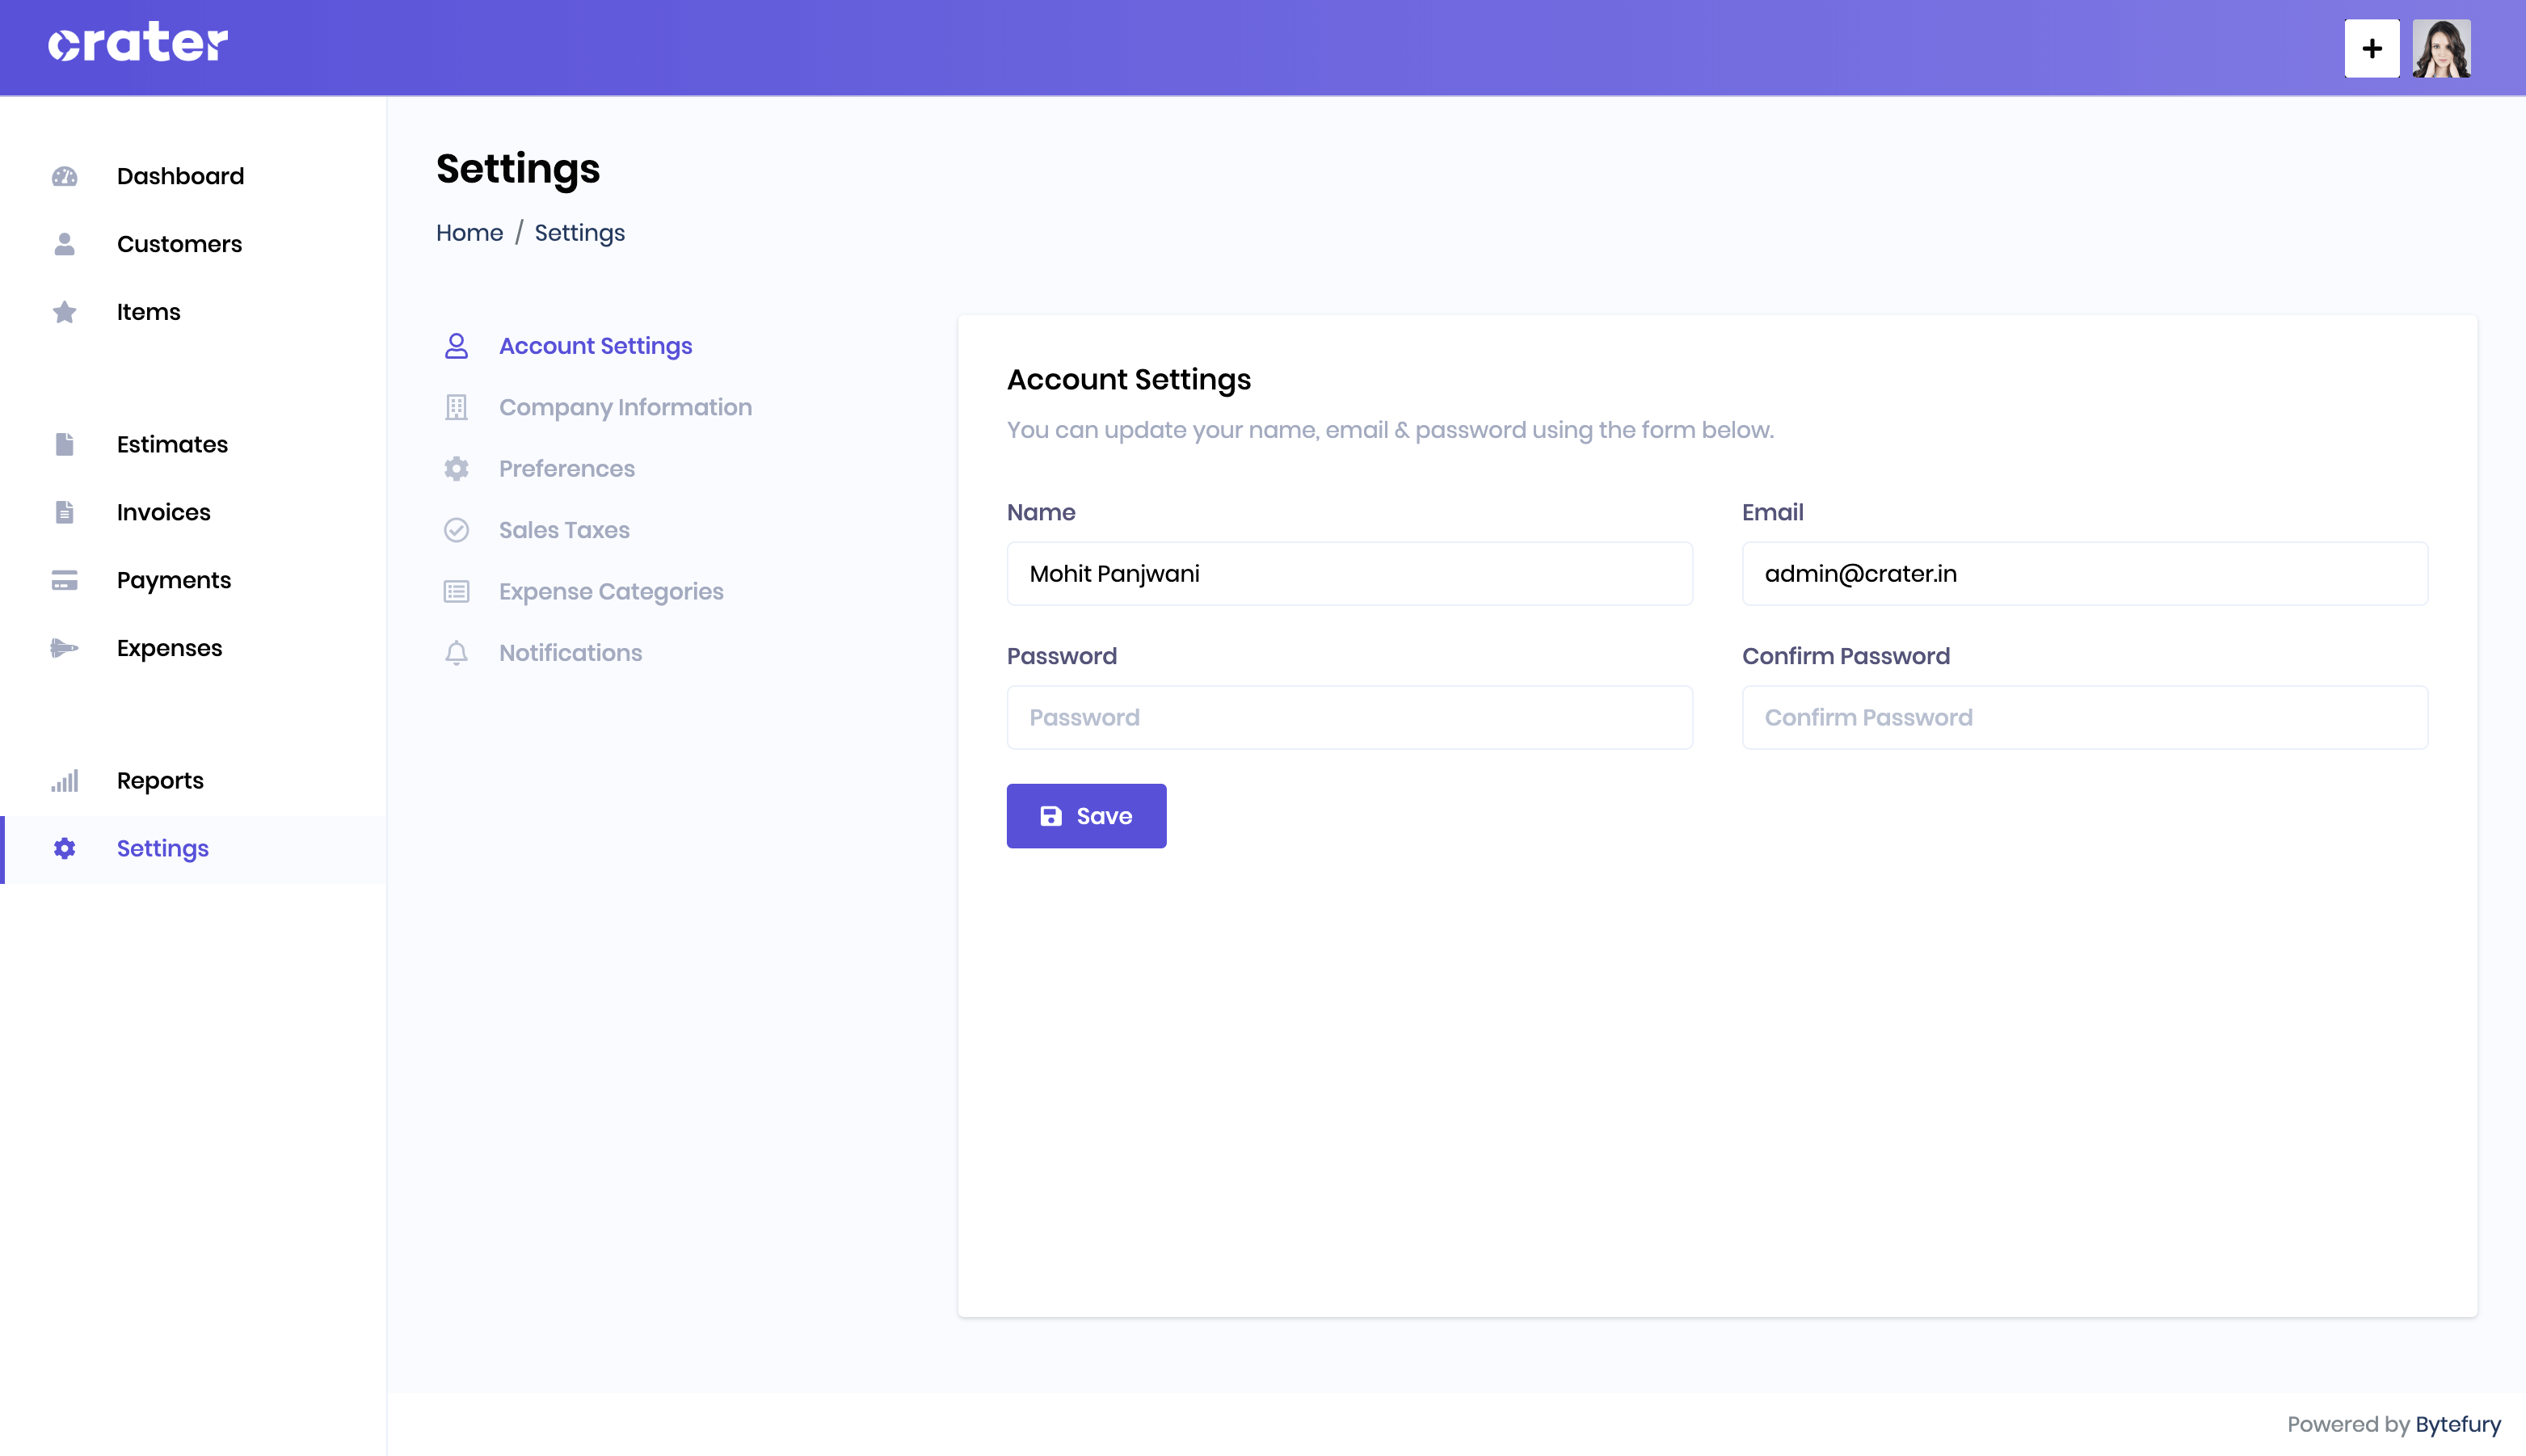 crater
Dashboard
Customers
Items
Estimates
Invoices
Payments
Expenses
Reports
Settings
Settings
Home / Settings
Account Settings
Company Information
Preferences
Sales Taxes
Expense Categories
Notifications
Account Settings
You can update your name, email & password using the form below.
Name
Email
Mohit Panjwani
admin@crater.in
Password
Confirm Password
Password
Confirm Password
Save
Powered by Bytefury